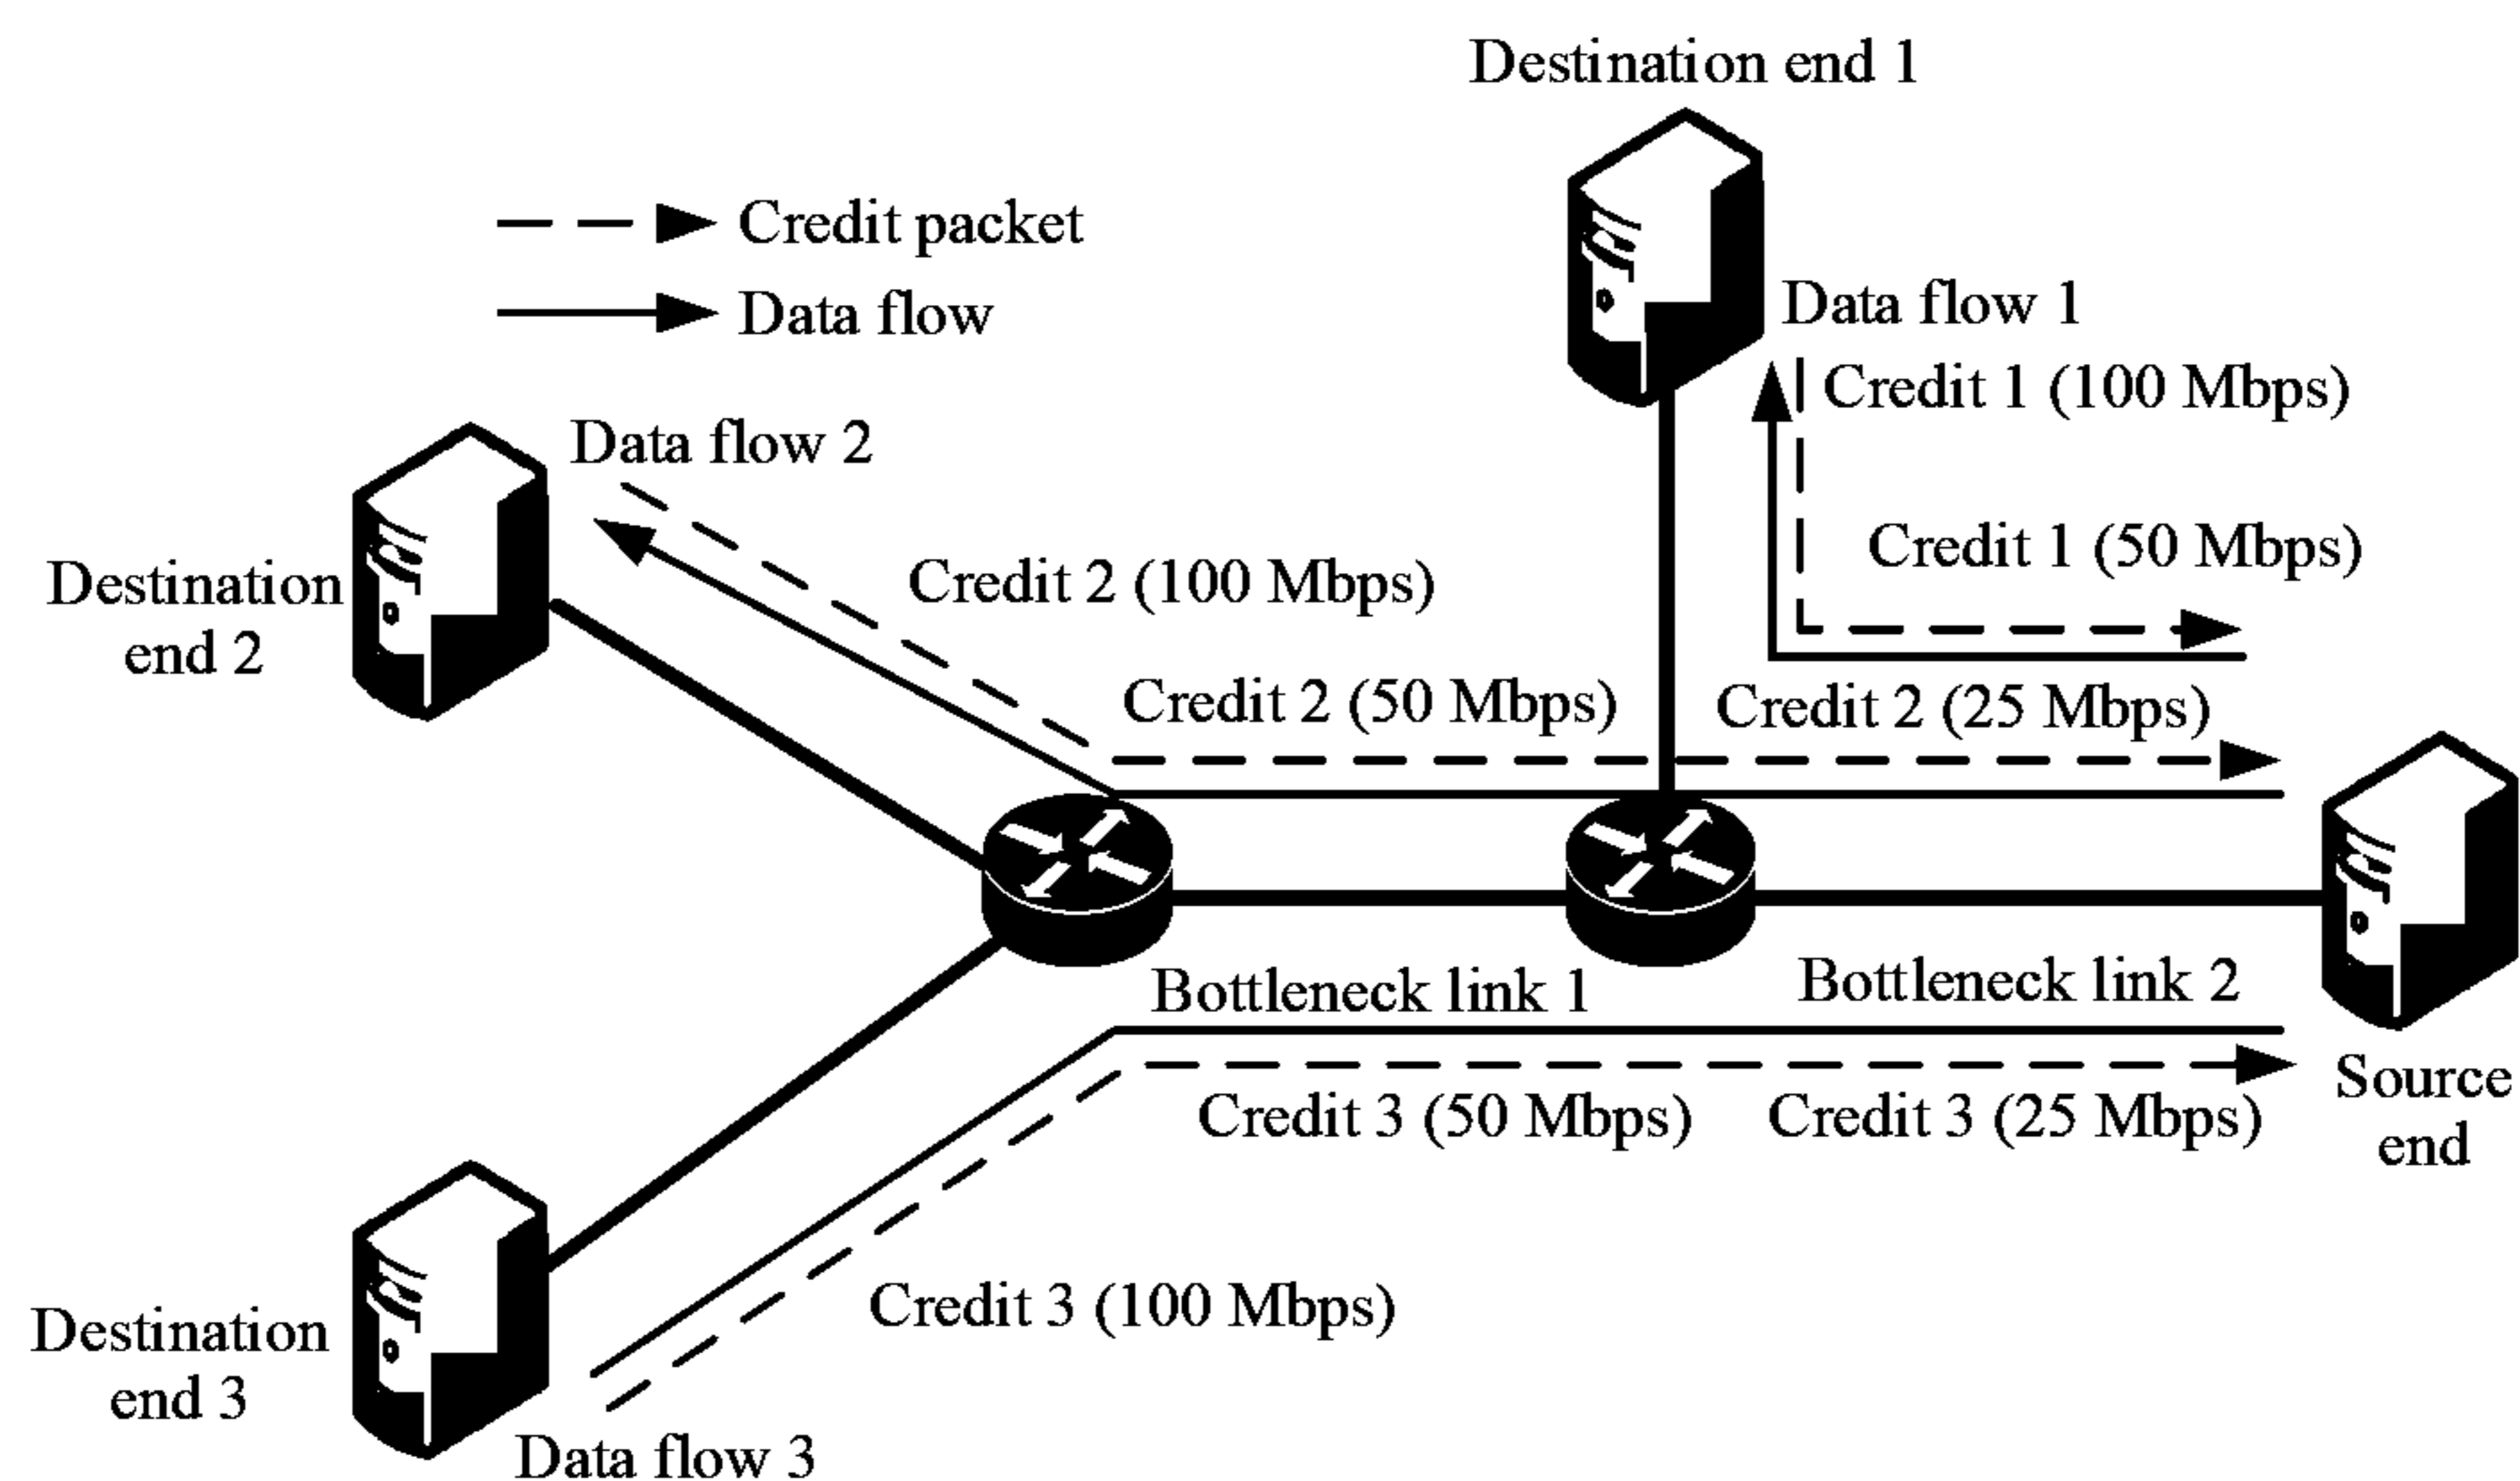 Destination end 1
Credit packet
Data flow
Data flow 1
Credit 1 (100 Mbps)
Data flow 2
Credit 1 (50 Mbps)
Destination
end 2
Credit 2 (100 Mbps)
Credit 2 (50 Mbps)
Credit 2 (25 Mbps)
Bottleneck link 1
Bottleneck link 2
Source
end
Credit 3 (50 Mbps)
Credit 3 (25 Mbps)
Credit 3 (100 Mbps)
Destination
end 3
Data flow 3